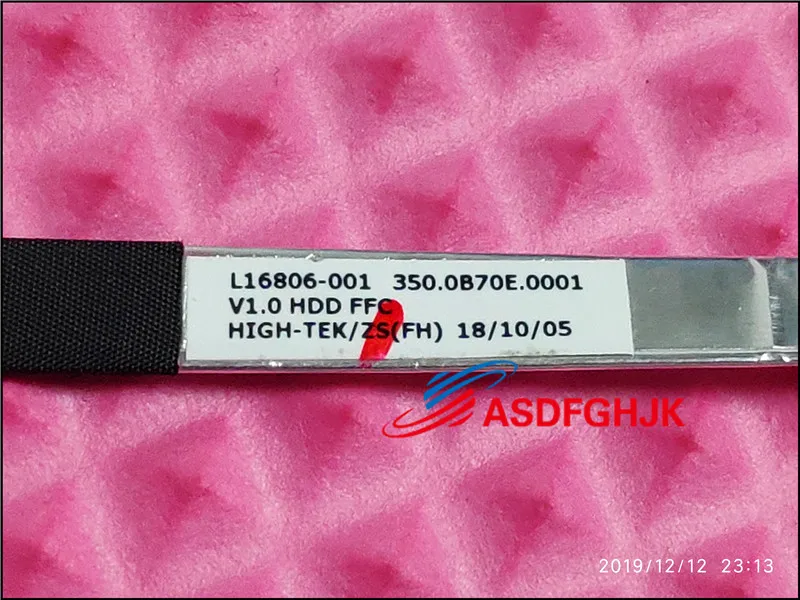 L16806-001 350.0B70E.0001
V1.0 HDD FFC
HIGH-TEK/ZS(FH) 18/10/05
ASDFGHJK
2019/12/12 23:13